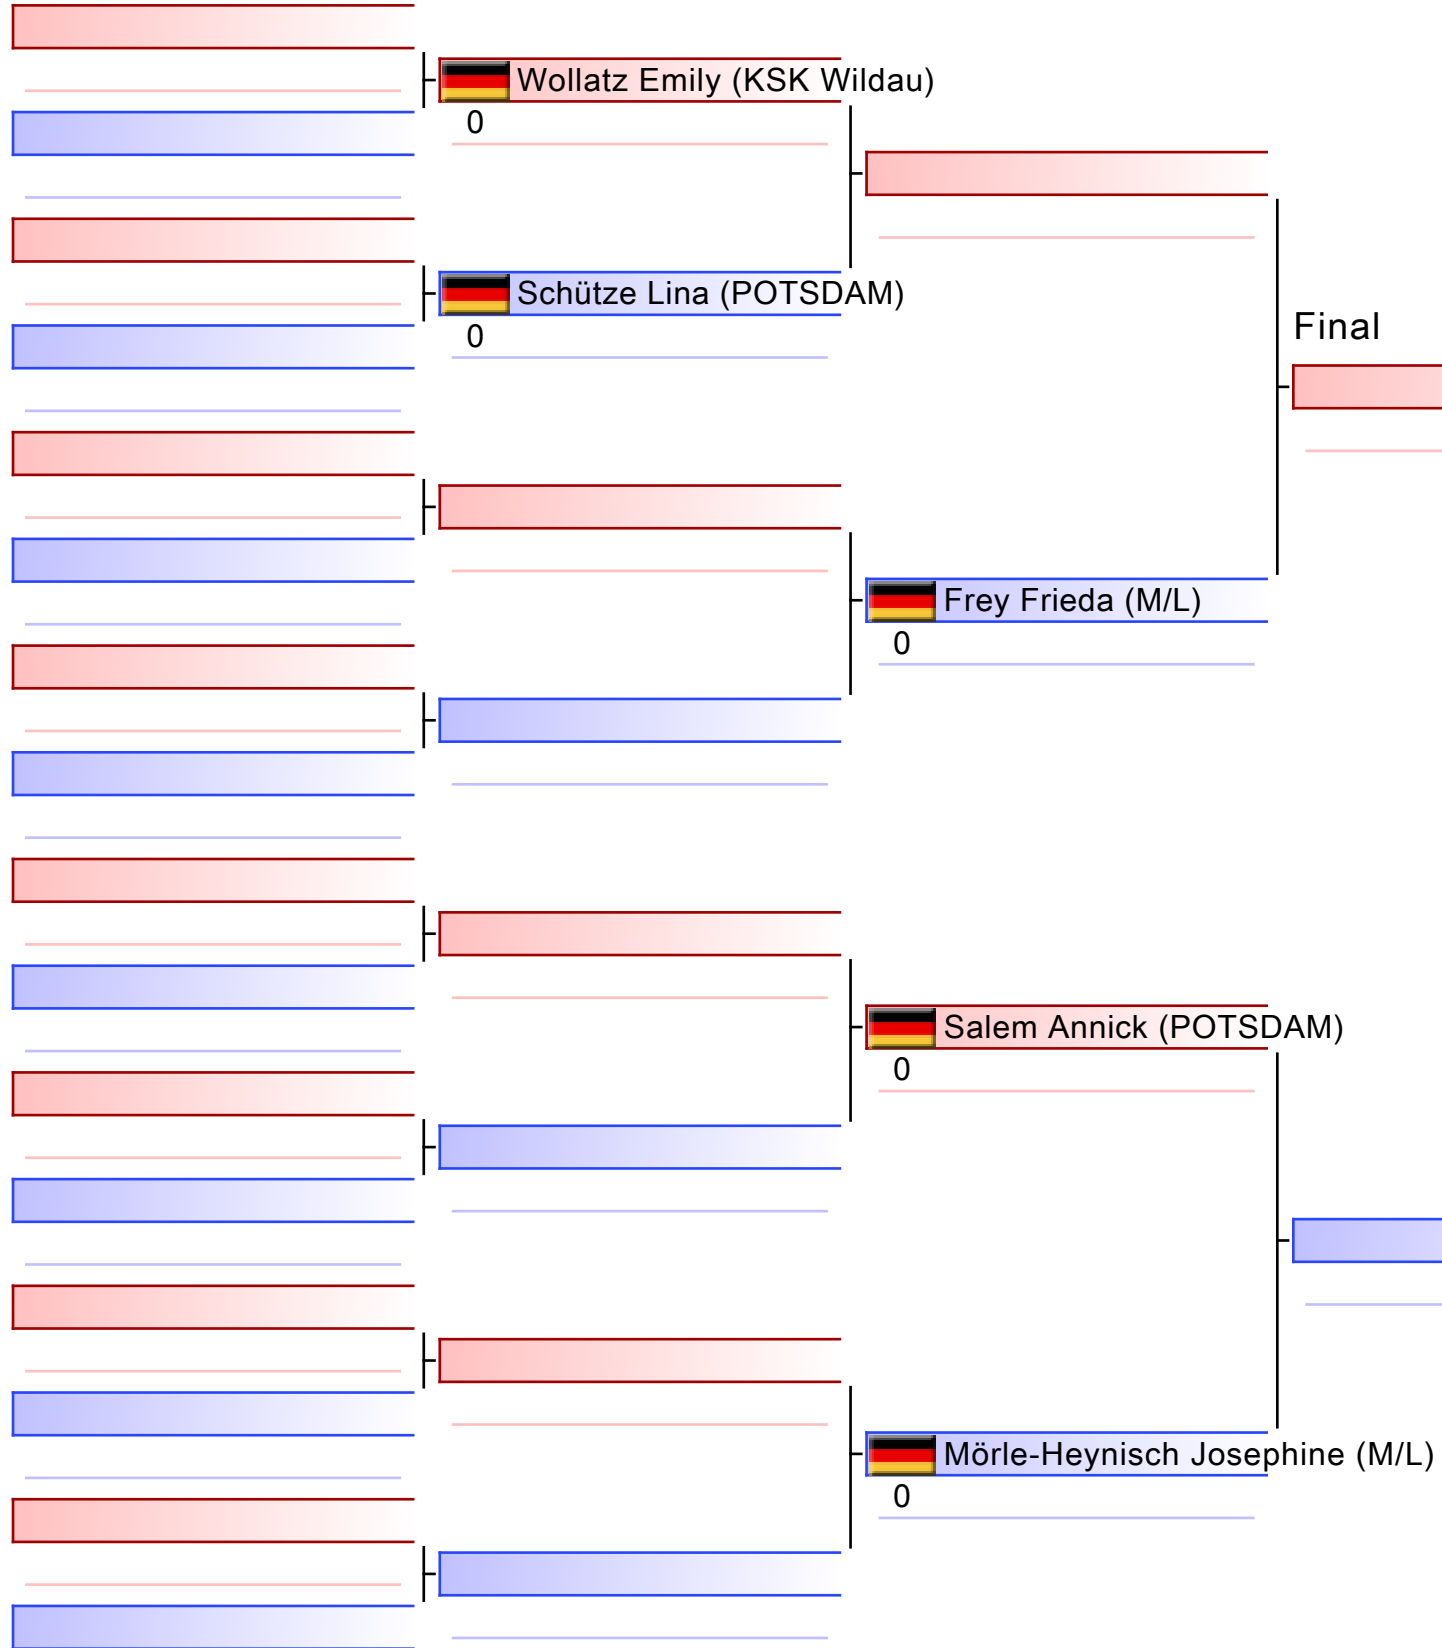 Wollatz Emily (KSK Wildau)
0
Schütze Lina (POTSDAM)
0
Final
Frey Frieda (M/L)
0
Salem Annick (POTSDAM)
0
Mörle-Heynisch Josephine (M/L)
0